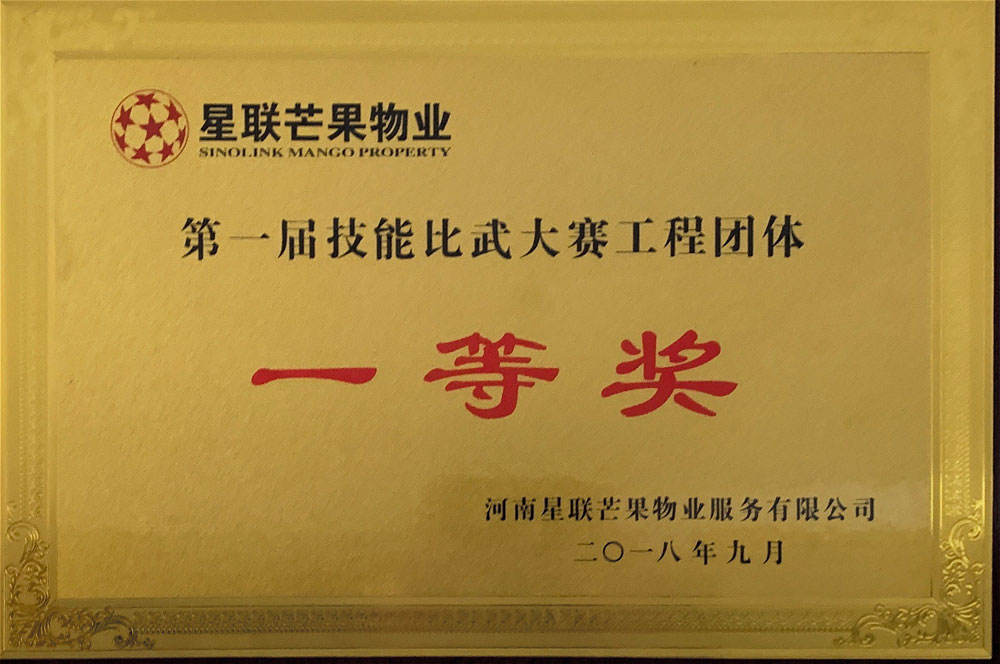 星联芒果物业
SINOLINK MANGO PROPERTY
第一届技能比武大赛工程团体
一等奖
河南星联芒果物业服务有限公司
二〇一八年九月